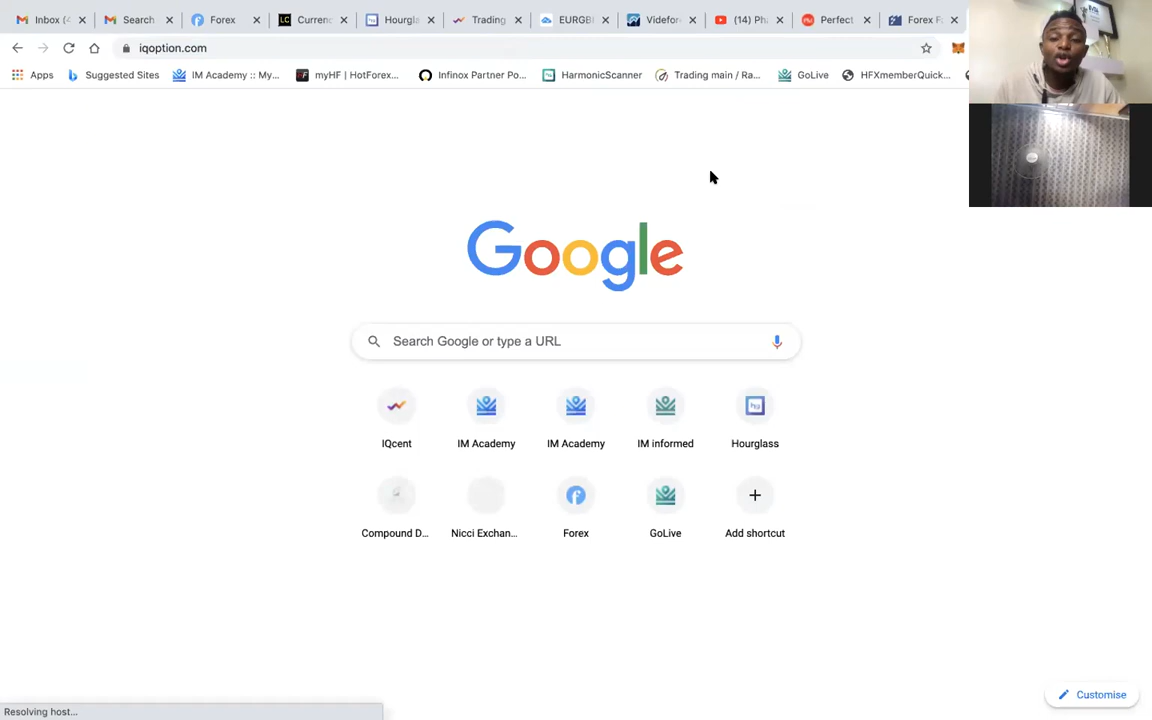 Inbox (4
Search
Forex
Currenc
Hourgla
Trading
EURGB
Videfor
(14) Ph
Perfect
Forex F
iqoption.com
Apps
Suggested Sites
IM Academy :: My...
myHF | HotForex...
Infinox Partner Po...
HarmonicScanner
Trading main / Ra...
GoLive
HFXmemberQuick...
Google
Search Google or type a URL
IQcent
IM Academy
IM Academy
IM informed
Hourglass
Compound D...
Nicci Exchan...
Forex
GoLive
Add shortcut
Customise
Resolving host...